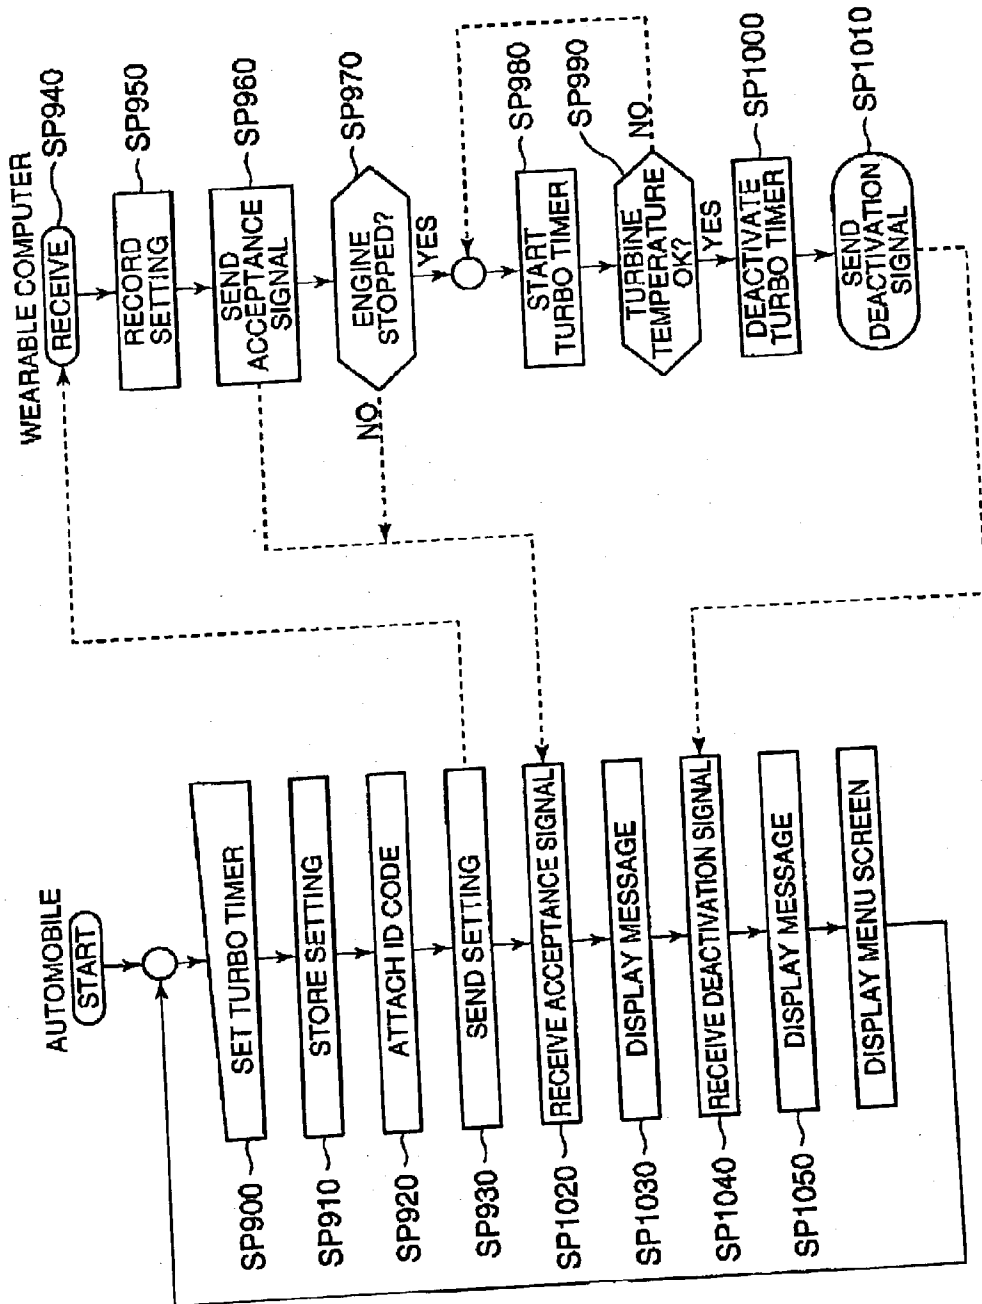 AUTOMOBILE
START
SP900
SET TURBO TIMER
SP910
STORE SETTING
SP920
ATTACH ID CODE
SP930
SEND SETTING
SP1020
RECEIVE ACCEPTANCE SIGNAL
SP1030
DISPLAY MESSAGE
SP1040
RECEIVE DEACTIVATION SIGNAL
SP1050
DISPLAY MESSAGE
DISPLAY MENU SCREEN
WEARABLE COMPUTER
RECEIVE
SP940
RECORD
SETTING
SP950
SEND
ACCEPTANCE
SIGNAL
SP960
ENGINE
STOPPED?
SP970
NO
YES
START
TURBO TIMER
SP980
TURBINE
TEMPERATURE
OK?
SP990
NO
YES
DEACTIVATE
TURBO TIMER
SP1000
SEND
DEACTIVATION
SIGNAL
SP1010